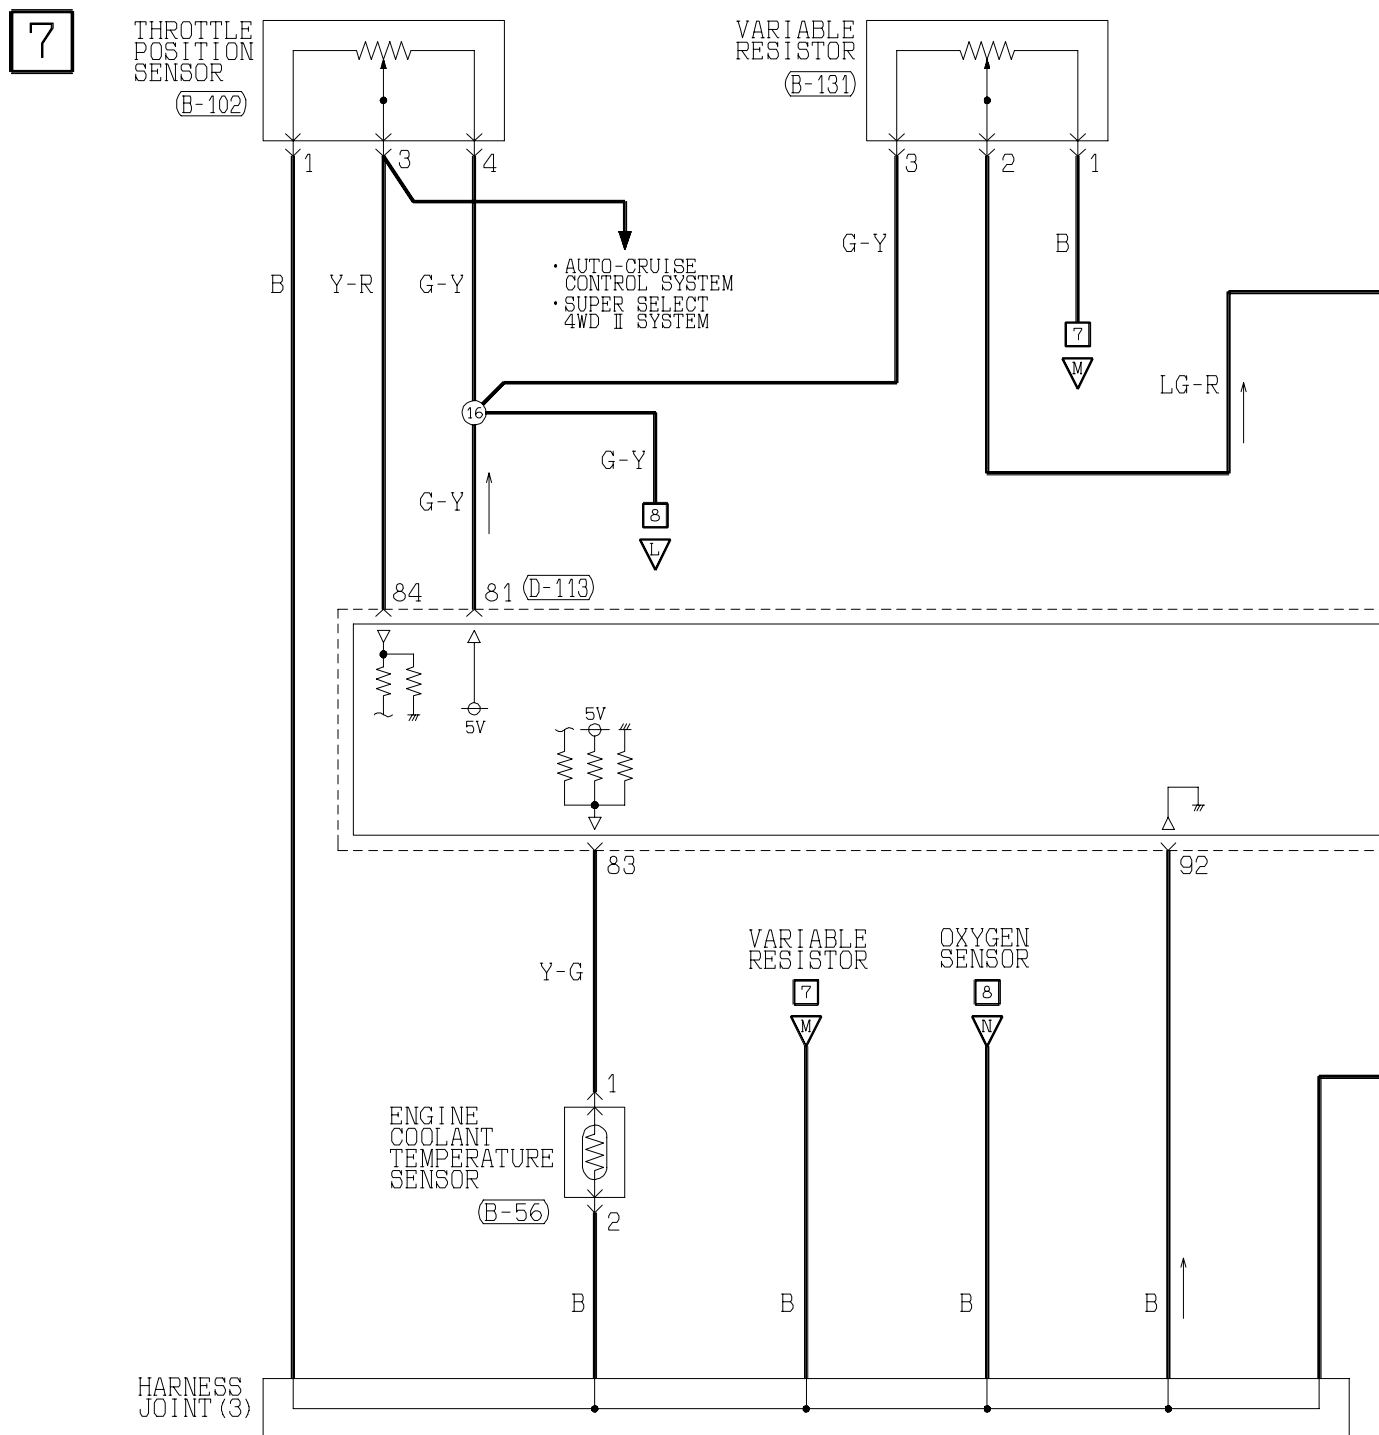 7
THROTTLE
POSITION
SENSOR
B-102
VARIABLE
RESISTOR
B-131
1
3
4
3
2
1
B
Y-R
G-Y
G-Y
B
・AUTO-CRUISE
CONTROL SYSTEM
・SUPER SELECT
4WD Ⅱ SYSTEM
7
M
LG-R
16
G-Y
G-Y
8
L
84
81
D-113
5V
5V
83
92
Y-G
VARIABLE
RESISTOR
7
M
OXYGEN
SENSOR
8
N
1
ENGINE
COOLANT
TEMPERATURE
SENSOR
B-56
2
B
B
B
B
HARNESS
JOINT(3)